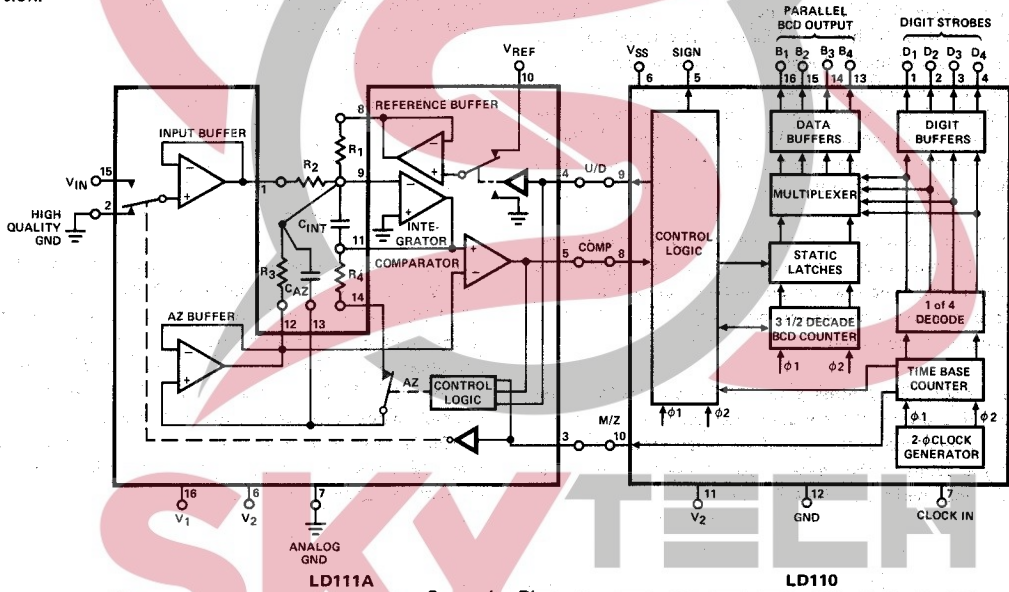 sion.
PARALLEL
BCD OUTPUT
DIGIT STROBES
VREF
VSS
SIGN
B1 B2 B3 B4
D1 D2 D3 D4
10
6
5
16 15 14 13
1 2 3 4
8
REFERENCE BUFFER
DATA
BUFFERS
DIGIT
BUFFERS
INPUT BUFFER
R1
R2
15
VIN
1
9
4
U/D
9
MULTIPLEXER
2
HIGH
QUALITY
GND
CINT
INTE-
GRATOR
11
CONTROL
LOGIC
COMPARATOR
5
COMP
8
STATIC
LATCHES
R3
CAZ
R4
14
1 of 4
DECODE
AZ BUFFER
12
13
3 1/2 DECADE
BCD COUNTER
φ1
φ2
TIME BASE
COUNTER
AZ
CONTROL
LOGIC
φ1
φ2
φ1
φ2
M/Z
3
10
2-φCLOCK
GENERATOR
16
V1
6
V2
7
ANALOG
GND
11
V2
12
GND
7
CLOCK IN
SKYTECH
LD111A
LD110